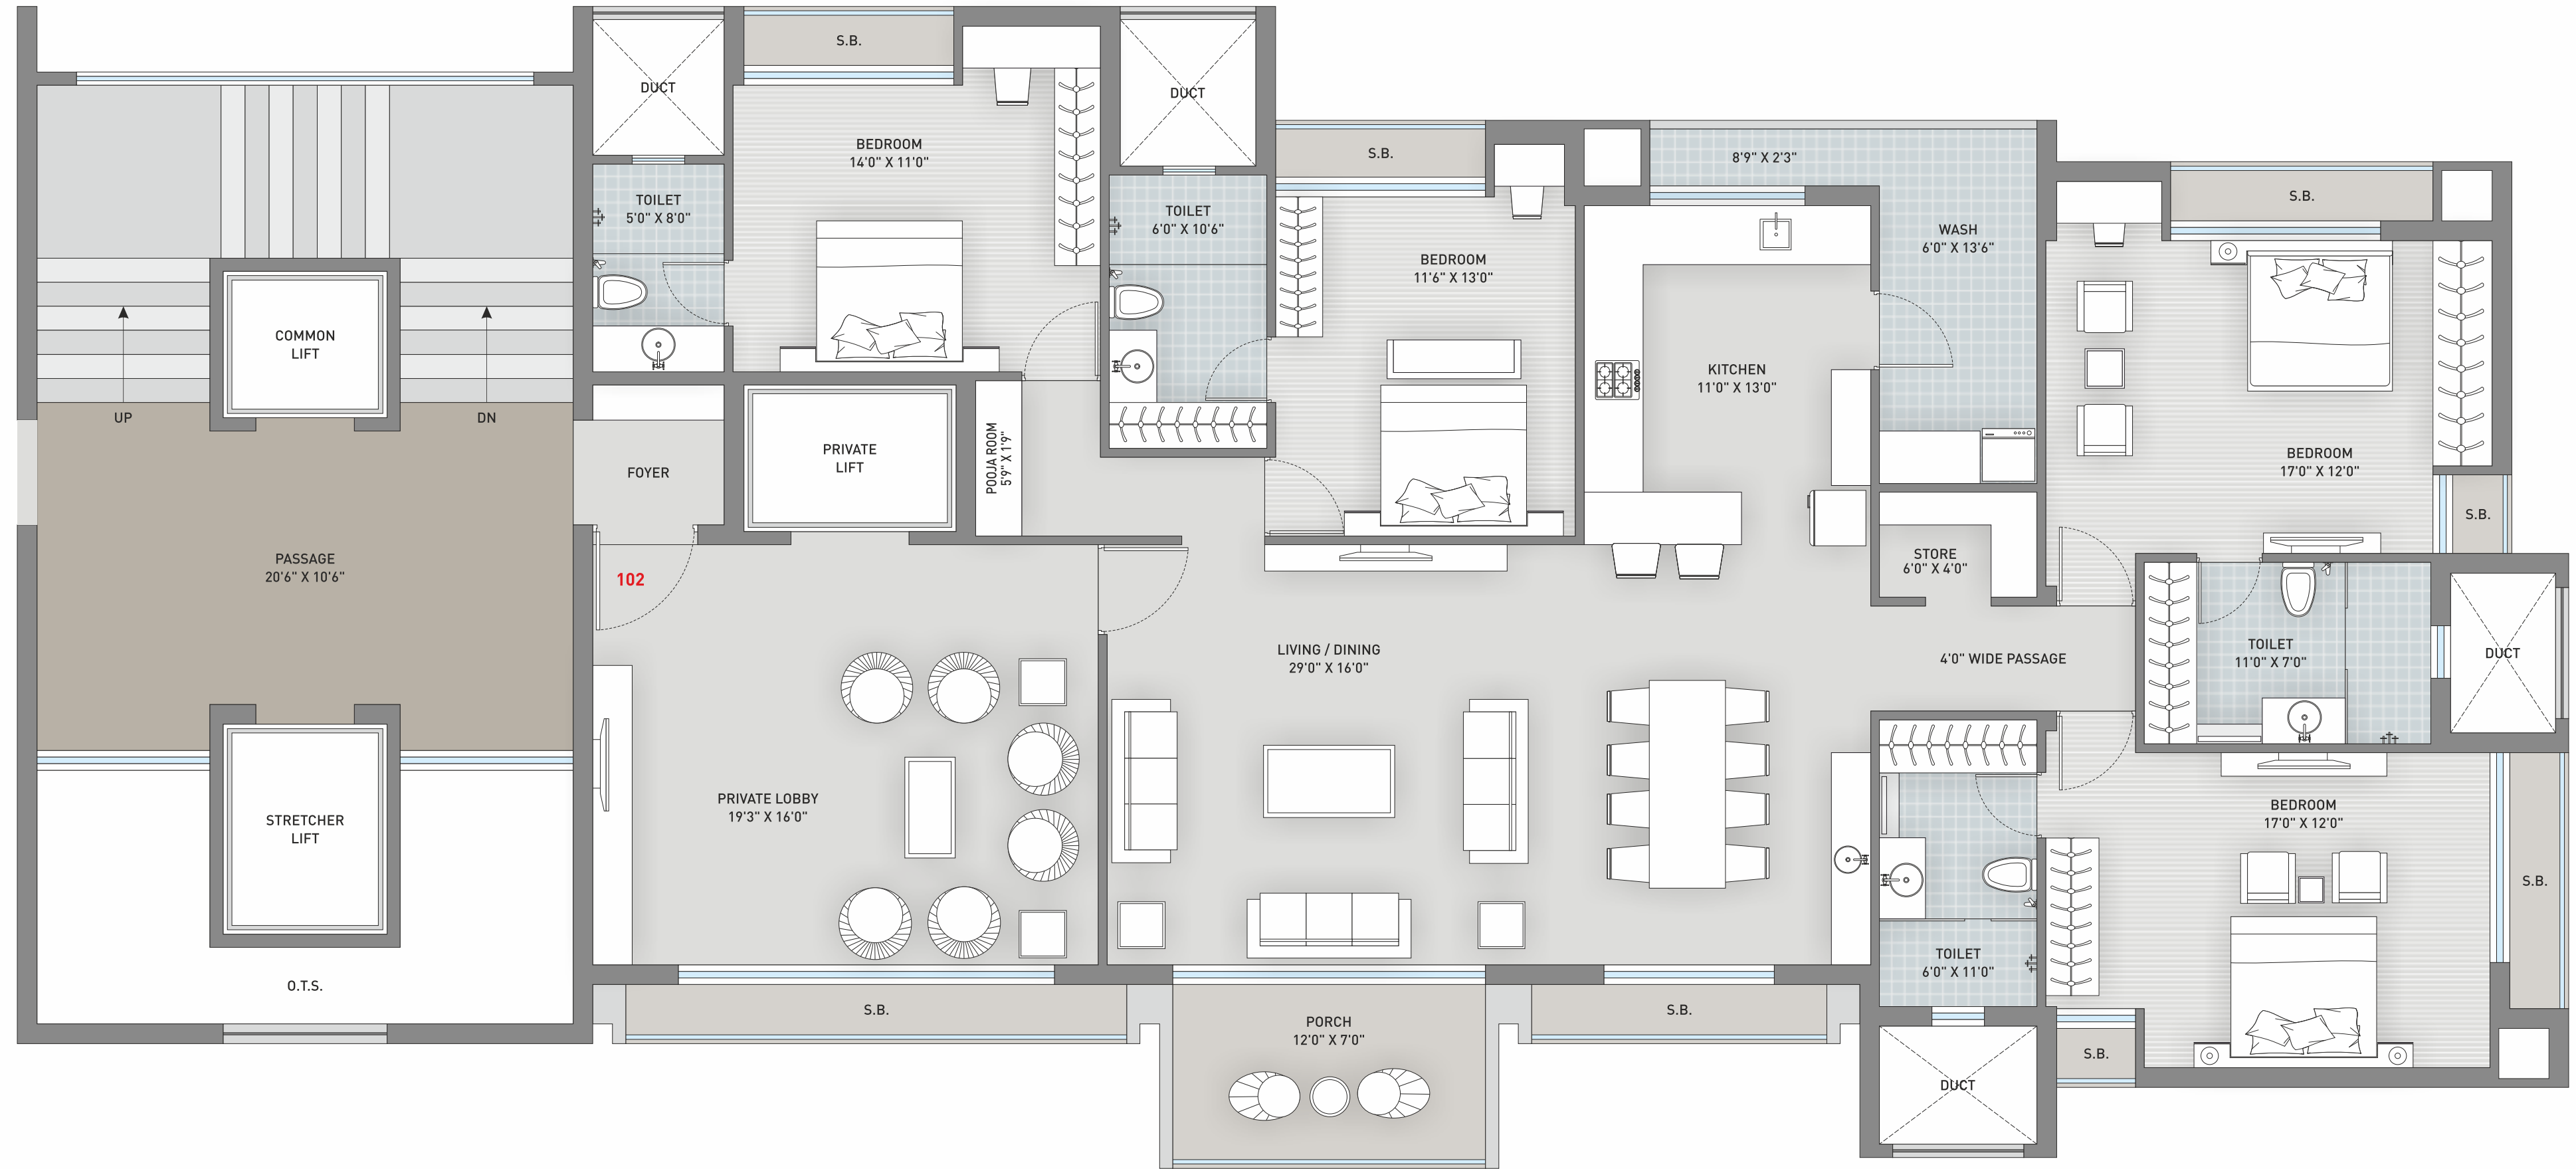 S.B.
DUCT
DUCT
BEDROOM
14'0" X 11'0"
S.B.
8'9" X 2'3"
S.B.
TOILET
5'0" X 8'0"
TOILET
6'0" X 10'6"
WASH
6'0" X 13'6"
BEDROOM
11'6" X 13'0"
COMMON
LIFT
KITCHEN
11'0" X 13'0"
UP
DN
FOYER
PRIVATE
LIFT
POOJA ROOM
5'9" X 1'9"
BEDROOM
17'0" X 12'0"
S.B.
PASSAGE
20'6" X 10'6"
102
STORE
6'0" X 4'0"
LIVING / DINING
29'0" X 16'0"
4'0" WIDE PASSAGE
TOILET
11'0" X 7'0"
DUCT
PRIVATE LOBBY
19'3" X 16'0"
STRETCHER
LIFT
BEDROOM
17'0" X 12'0"
S.B.
TOILET
6'0" X 11'0"
O.T.S.
S.B.
PORCH
12'0" X 7'0"
S.B.
S.B.
DUCT